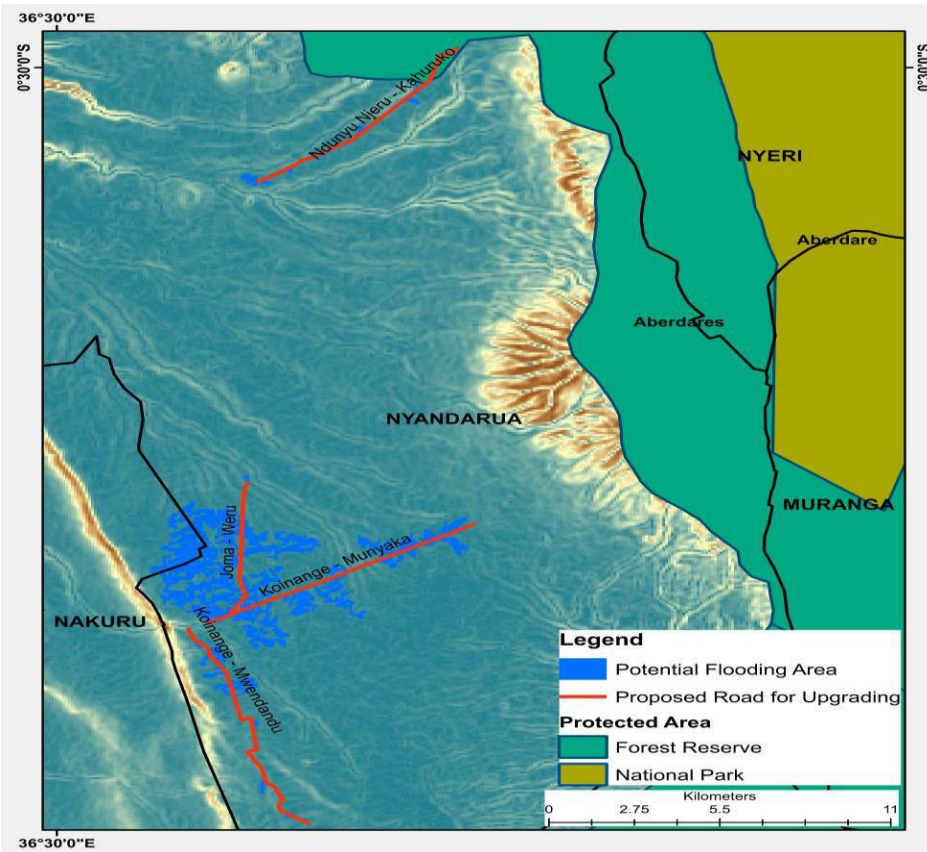 36°30'0"E
0°30'0"S
0°30'0"S
Ndunyu Njeru - Kahuruko
NYERI
Aberdare
Aberdares
NYANDARUA
MURANGA
Joma - Weru
Koinange - Munyaka
NAKURU
Koinange - Mwendandu
Legend
Potential Flooding Area
Proposed Road for Upgrading
Protected Area
Forest Reserve
National Park
Kilometers
0 2.75 5.5 11
36°30'0"E